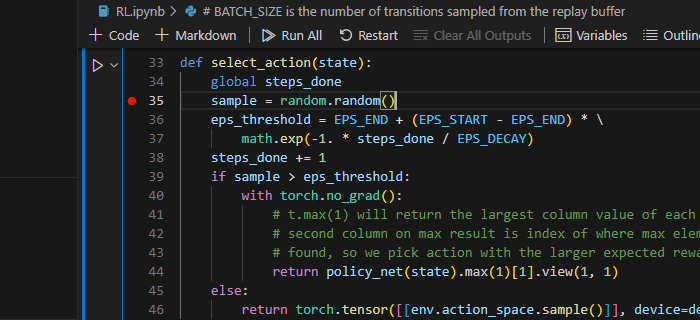 RL.ipynb > # BATCH_SIZE is the number of transitions sampled from the replay buffer
+ Code + Markdown | Run All Restart Clear All Outputs | Variables Outlin
33 def select_action(state):
34 global steps_done
35 sample = random.random()
36 eps_threshold = EPS_END + (EPS_START - EPS_END) * \
37 math.exp(-1. * steps_done / EPS_DECAY)
38 steps_done += 1
39 if sample > eps_threshold:
40 with torch.no_grad():
41 # t.max(1) will return the largest column value of each
42 # second column on max result is index of where max elem
43 # found, so we pick action with the larger expected rewa
44 return policy_net(state).max(1)[1].view(1, 1)
45 else:
46 return torch.tensor([[env.action_space.sample()]], device=de